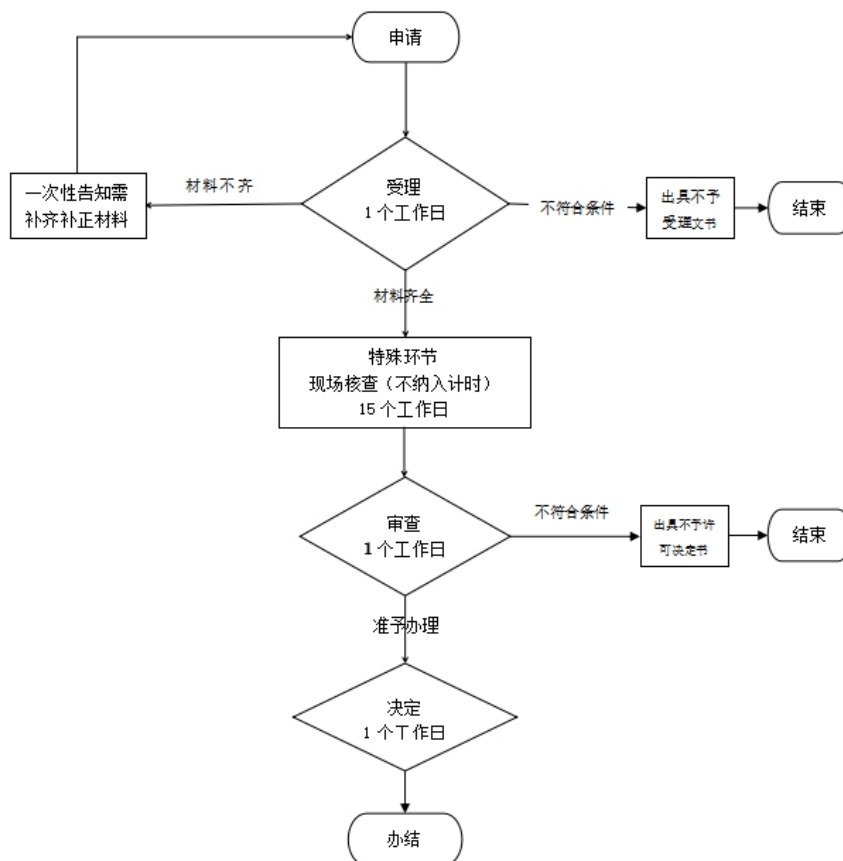 申请
一次性告知需
补齐补正材料
材料不齐
受理
1个工作日
不符合条件
出具不予
受理文书
结束
材料齐全
特殊环节
现场核查（不纳入计时）
15个工作日
审查
1个工作日
不符合条件
出具不予许
可决定书
结束
准予办理
决定
1个工作日
办结